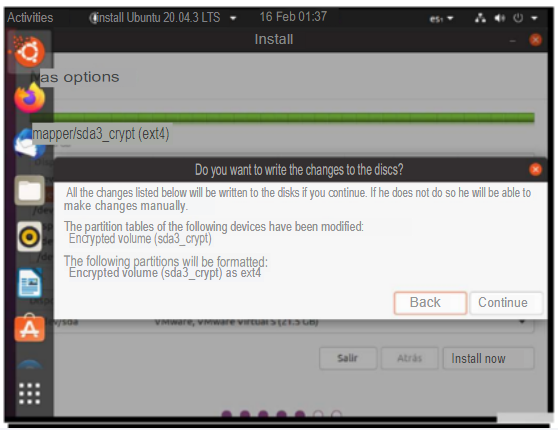 Activities install Ubuntu 20.04.3 LTS 16 Feb 01:37 es₁
Install
las options
mapper/sda3_crypt (ext4)
Do you want to write the changes to the discs?
All the changes listed below will be written to the disks if you continue. If he does not do so he will be able to
make changes manually.
The partition tables of the following devices have been modified:
Encrypted volume (sda3_crypt)
The following partitions will be formatted:
Encrypted volume (sda3_crypt) as ext4
Back Continue
VMware, VMware Virtual S (21.5 GB)
Salir Atrás Install now